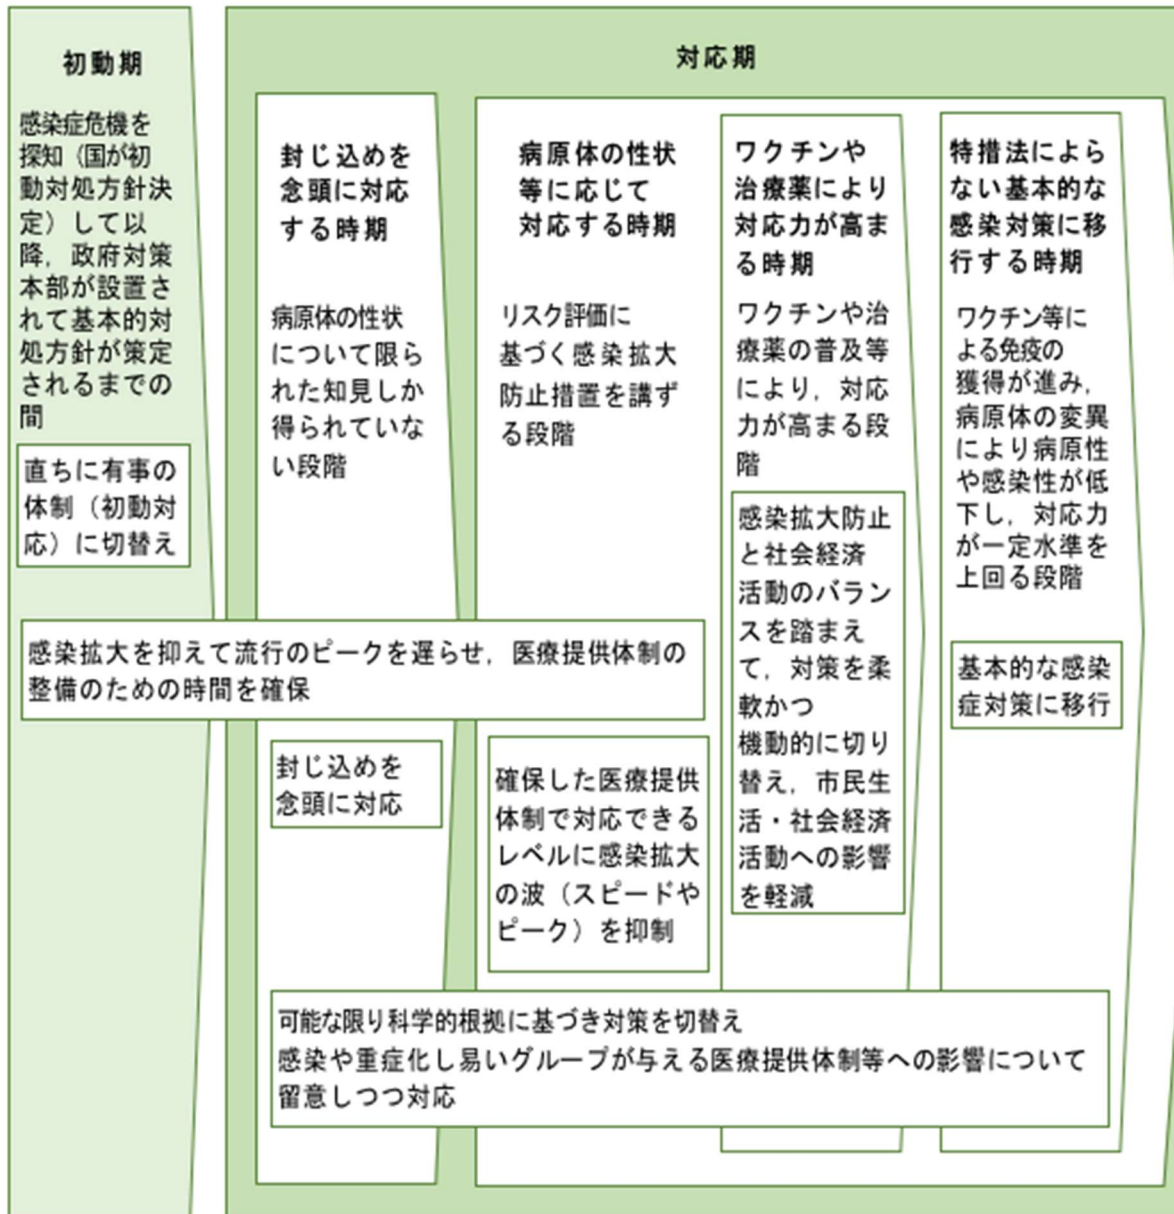 初動期
感染症危機を
探知（国が初
動対処方針決
定）して以
降，政府対策
本部が設置さ
れて基本的対
処方針が策定
されるまでの
間
直ちに有事の
体制（初動対
応）に切替え
対応期
封じ込めを
念頭に対応
する時期
病原体の性状
について限ら
れた知見しか
得られていな
い段階
病原体の性状
等に応じて
対応する時期
リスク評価に
基づく感染拡大
防止措置を講ず
る段階
ワクチンや
治療薬により
対応力が高ま
る時期
ワクチンや治
療薬の普及等
により，対応
力が高まる段
階
感染拡大防止
と社会経済
活動のバラン
スを踏まえ
て，対策を柔
軟かつ
機動的に切り
替え，市民生
活・社会経済
活動への影響
を軽減
特措法によら
ない基本的な
感染対策に移
行する時期
ワクチン等に
よる免疫の
獲得が進み，
病原体の変異
により病原性
や感染性が低
下し，対応力
が一定水準を
上回る段階
基本的な感染
症対策に移行
感染拡大を抑えて流行のピークを遅らせ，医療提供体制の
整備のための時間を確保
封じ込めを
念頭に対応
確保した医療提供
体制で対応できる
レベルに感染拡大
の波（スピードや
ピーク）を抑制
可能な限り科学的根拠に基づき対策を切替え
感染や重症化し易いグループが与える医療提供体制等への影響について
留意しつつ対応